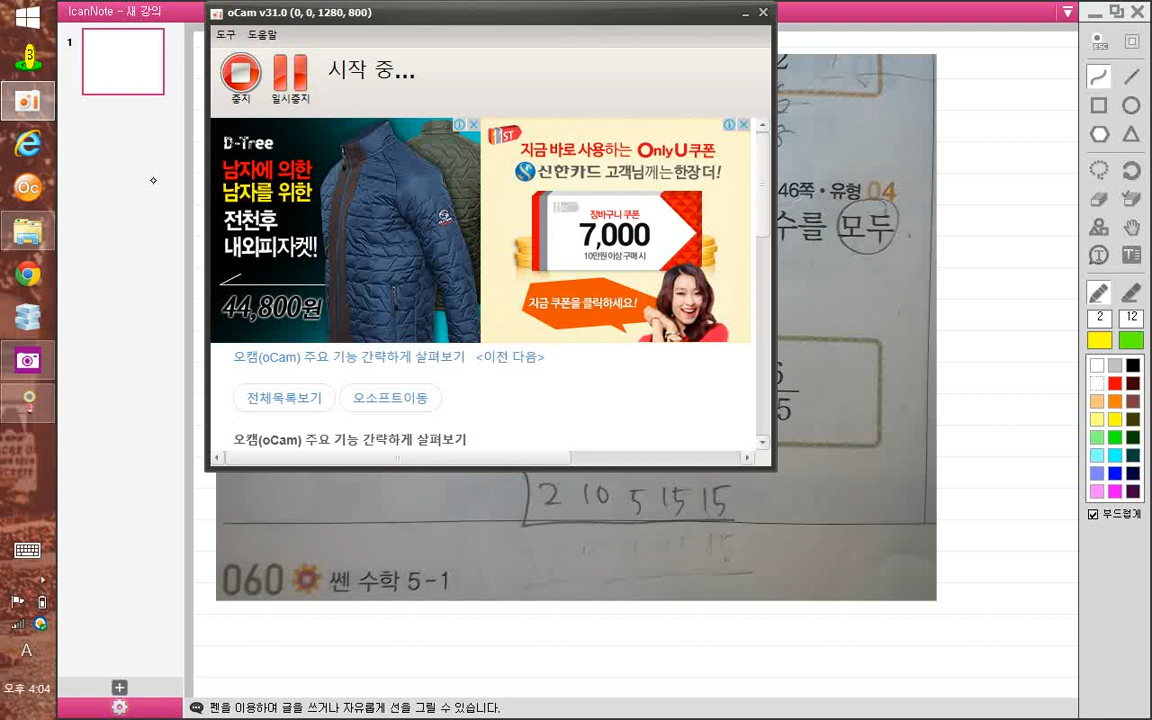 IcanNote - 새 강의
oCam v31.0 (0, 0, 1280, 800)
도구 도움말
중지
일시중지
시작 중...
D-Tree
남자에 의한
남자를 위한
전천후
내외피자켓!
44,800원
1ST
지금 바로 사용하는 Only U 쿠폰
S 신한카드 고객님께는 한장 더!
장바구니 쿠폰
7,000
10만원 이상 구매 시
지금 쿠폰을 클릭하세요!
오캠(oCam) 주요 기능 간략하게 살펴보기 <이전 다음>
전체목록보기
오소프트이동
오캠(oCam) 주요 기능 간략하게 살펴보기
1
3
Oc
46쪽 • 유형 04
수를 모두
6
5
2 10 5 15 15
060 쎈 수학 5-1
ESC
T
T
2
12
부드럽게
A
오후 4:04
펜을 이용하여 글을 쓰거나 자유롭게 선을 그릴 수 있습니다.